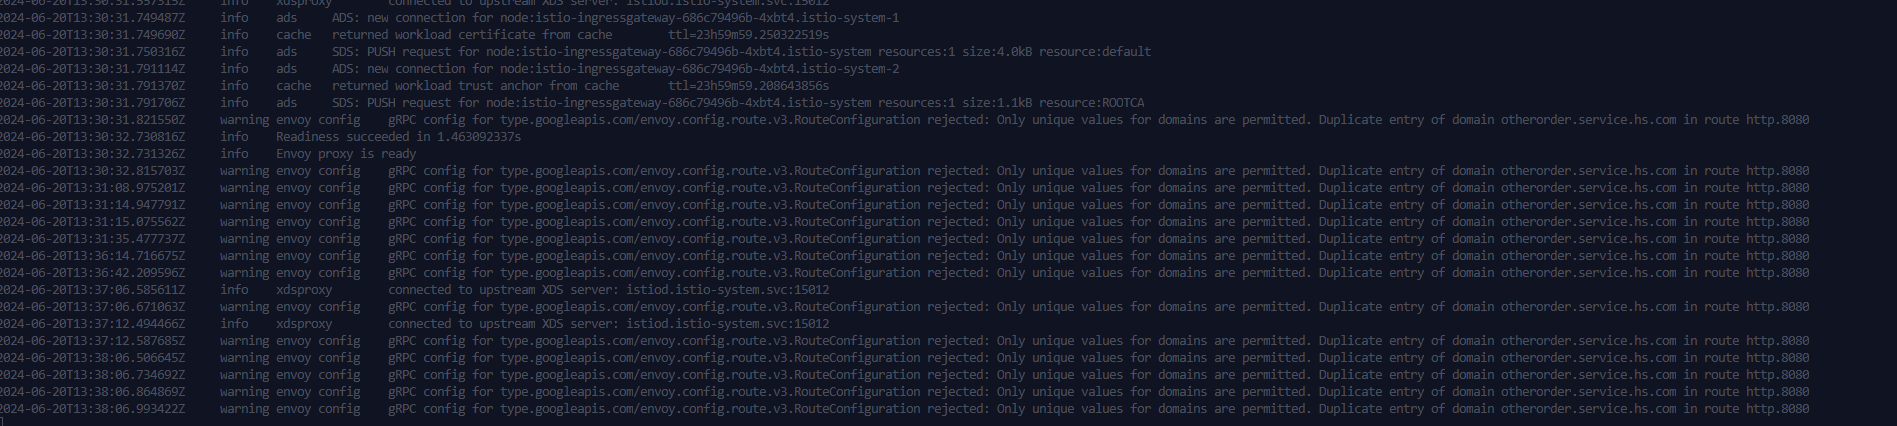 2024-06-20T13:30:31.557315Z info xdsproxy connected to upstream XDS server: istiod.istio-system.svc:15012
2024-06-20T13:30:31.749487Z info ads ADS: new connection for node:istio-ingressgateway-686c79496b-4xbt4.istio-system-1
2024-06-20T13:30:31.749690Z info cache returned workload certificate from cache ttl=23h59m59.250322519s
2024-06-20T13:30:31.750316Z info ads SDS: PUSH request for node:istio-ingressgateway-686c79496b-4xbt4.istio-system resources:1 size:4.0kB resource:default
2024-06-20T13:30:31.791114Z info ads ADS: new connection for node:istio-ingressgateway-686c79496b-4xbt4.istio-system-2
2024-06-20T13:30:31.791370Z info cache returned workload trust anchor from cache ttl=23h59m59.208643856s
2024-06-20T13:30:31.791706Z info ads SDS: PUSH request for node:istio-ingressgateway-686c79496b-4xbt4.istio-system resources:1 size:1.1kB resource:ROOTCA
2024-06-20T13:30:31.821550Z warning envoy config gRPC config for type.googleapis.com/envoy.config.route.v3.RouteConfiguration rejected: Only unique values for domains are permitted. Duplicate entry of domain otherorder.service.hs.com in route http.8080
2024-06-20T13:30:32.730816Z info Readiness succeeded in 1.463092337s
2024-06-20T13:30:32.731326Z info Envoy proxy is ready
2024-06-20T13:30:32.815703Z warning envoy config gRPC config for type.googleapis.com/envoy.config.route.v3.RouteConfiguration rejected: Only unique values for domains are permitted. Duplicate entry of domain otherorder.service.hs.com in route http.8080
2024-06-20T13:31:08.975201Z warning envoy config gRPC config for type.googleapis.com/envoy.config.route.v3.RouteConfiguration rejected: Only unique values for domains are permitted. Duplicate entry of domain otherorder.service.hs.com in route http.8080
2024-06-20T13:31:14.947791Z warning envoy config gRPC config for type.googleapis.com/envoy.config.route.v3.RouteConfiguration rejected: Only unique values for domains are permitted. Duplicate entry of domain otherorder.service.hs.com in route http.8080
2024-06-20T13:31:15.075562Z warning envoy config gRPC config for type.googleapis.com/envoy.config.route.v3.RouteConfiguration rejected: Only unique values for domains are permitted. Duplicate entry of domain otherorder.service.hs.com in route http.8080
2024-06-20T13:31:35.477737Z warning envoy config gRPC config for type.googleapis.com/envoy.config.route.v3.RouteConfiguration rejected: Only unique values for domains are permitted. Duplicate entry of domain otherorder.service.hs.com in route http.8080
2024-06-20T13:36:14.716675Z warning envoy config gRPC config for type.googleapis.com/envoy.config.route.v3.RouteConfiguration rejected: Only unique values for domains are permitted. Duplicate entry of domain otherorder.service.hs.com in route http.8080
2024-06-20T13:36:42.209596Z warning envoy config gRPC config for type.googleapis.com/envoy.config.route.v3.RouteConfiguration rejected: Only unique values for domains are permitted. Duplicate entry of domain otherorder.service.hs.com in route http.8080
2024-06-20T13:37:06.585611Z info xdsproxy connected to upstream XDS server: istiod.istio-system.svc:15012
2024-06-20T13:37:06.671063Z warning envoy config gRPC config for type.googleapis.com/envoy.config.route.v3.RouteConfiguration rejected: Only unique values for domains are permitted. Duplicate entry of domain otherorder.service.hs.com in route http.8080
2024-06-20T13:37:12.494466Z info xdsproxy connected to upstream XDS server: istiod.istio-system.svc:15012
2024-06-20T13:37:12.587685Z warning envoy config gRPC config for type.googleapis.com/envoy.config.route.v3.RouteConfiguration rejected: Only unique values for domains are permitted. Duplicate entry of domain otherorder.service.hs.com in route http.8080
2024-06-20T13:38:06.506645Z warning envoy config gRPC config for type.googleapis.com/envoy.config.route.v3.RouteConfiguration rejected: Only unique values for domains are permitted. Duplicate entry of domain otherorder.service.hs.com in route http.8080
2024-06-20T13:38:06.734692Z warning envoy config gRPC config for type.googleapis.com/envoy.config.route.v3.RouteConfiguration rejected: Only unique values for domains are permitted. Duplicate entry of domain otherorder.service.hs.com in route http.8080
2024-06-20T13:38:06.864869Z warning envoy config gRPC config for type.googleapis.com/envoy.config.route.v3.RouteConfiguration rejected: Only unique values for domains are permitted. Duplicate entry of domain otherorder.service.hs.com in route http.8080
2024-06-20T13:38:06.993422Z warning envoy config gRPC config for type.googleapis.com/envoy.config.route.v3.RouteConfiguration rejected: Only unique values for domains are permitted. Duplicate entry of domain otherorder.service.hs.com in route http.8080